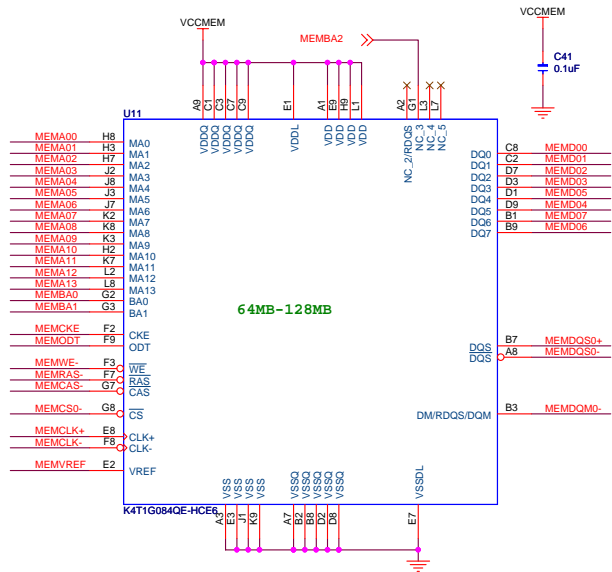 VCCMEM
VCCMEM
MEMBA2
C41
0.1uF
A9 C1 C3 C7 C9 E1 A1 E9 H9 L1 A2 G1 L3 L7
U11
VDDQ VDDQ VDDQ VDDQ VDDQ VDDL VDD VDD VDD VDD NC_2/RDQS NC_3 NC_4 NC_5
MEMA00 H8 MA0
MEMA01 H3 MA1
MEMA02 H7 MA2
MEMA03 J2 MA3
MEMA04 J8 MA4
MEMA05 J3 MA5
MEMA06 J7 MA6
MEMA07 K2 MA7
MEMA08 K8 MA8
MEMA09 K3 MA9
MEMA10 H2 MA10
MEMA11 K7 MA11
MEMA12 L2 MA12
MEMA13 L8 MA13
MEMBA0 G2 BA0
MEMBA1 G3 BA1
DQ0 C8 MEMD00
DQ1 C2 MEMD01
DQ2 D7 MEMD02
DQ3 D3 MEMD03
DQ4 D1 MEMD05
DQ5 D9 MEMD04
DQ6 B1 MEMD07
DQ7 B9 MEMD06
64MB-128MB
MEMCKE F2 CKE
MEMODT F9 ODT
MEMWE- F3 WE
MEMRAS- F7 RAS
MEMCAS- G7 CAS
MEMCS0- G8 CS
MEMCLK+ E8 CLK+
MEMCLK- F8 CLK-
MEMVREF E2 VREF
DQS B7 MEMDQS0+
DQS A8 MEMDQS0-
DM/RDQS/DQM B3 MEMDQM0-
VSS VSS VSS VSS VSSQ VSSQ VSSQ VSSQ VSSQ VSSDL
K4T1G084QE-HCE6
A3 E3 J1 K9 A7 B2 B8 D2 D8 E7